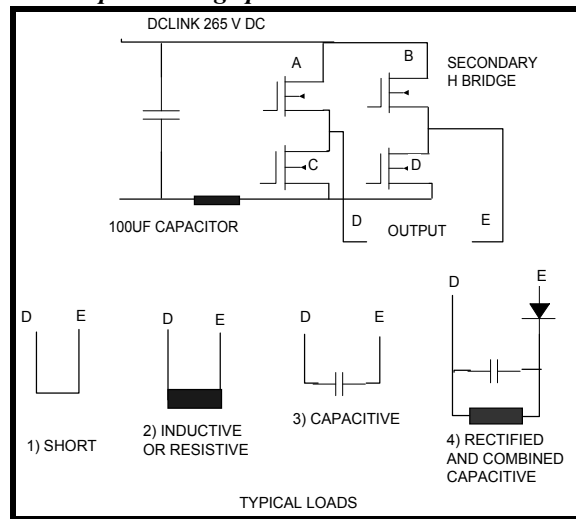 DCLINK 265 V DC
A
B
SECONDARY
H BRIDGE
C
D
100UF CAPACITOR
D
OUTPUT
E
D
E
D
E
D
E
D
E
1) SHORT
2) INDUCTIVE
OR RESISTIVE
3) CAPACITIVE
4) RECTIFIED
AND COMBINED
CAPACITIVE
TYPICAL LOADS